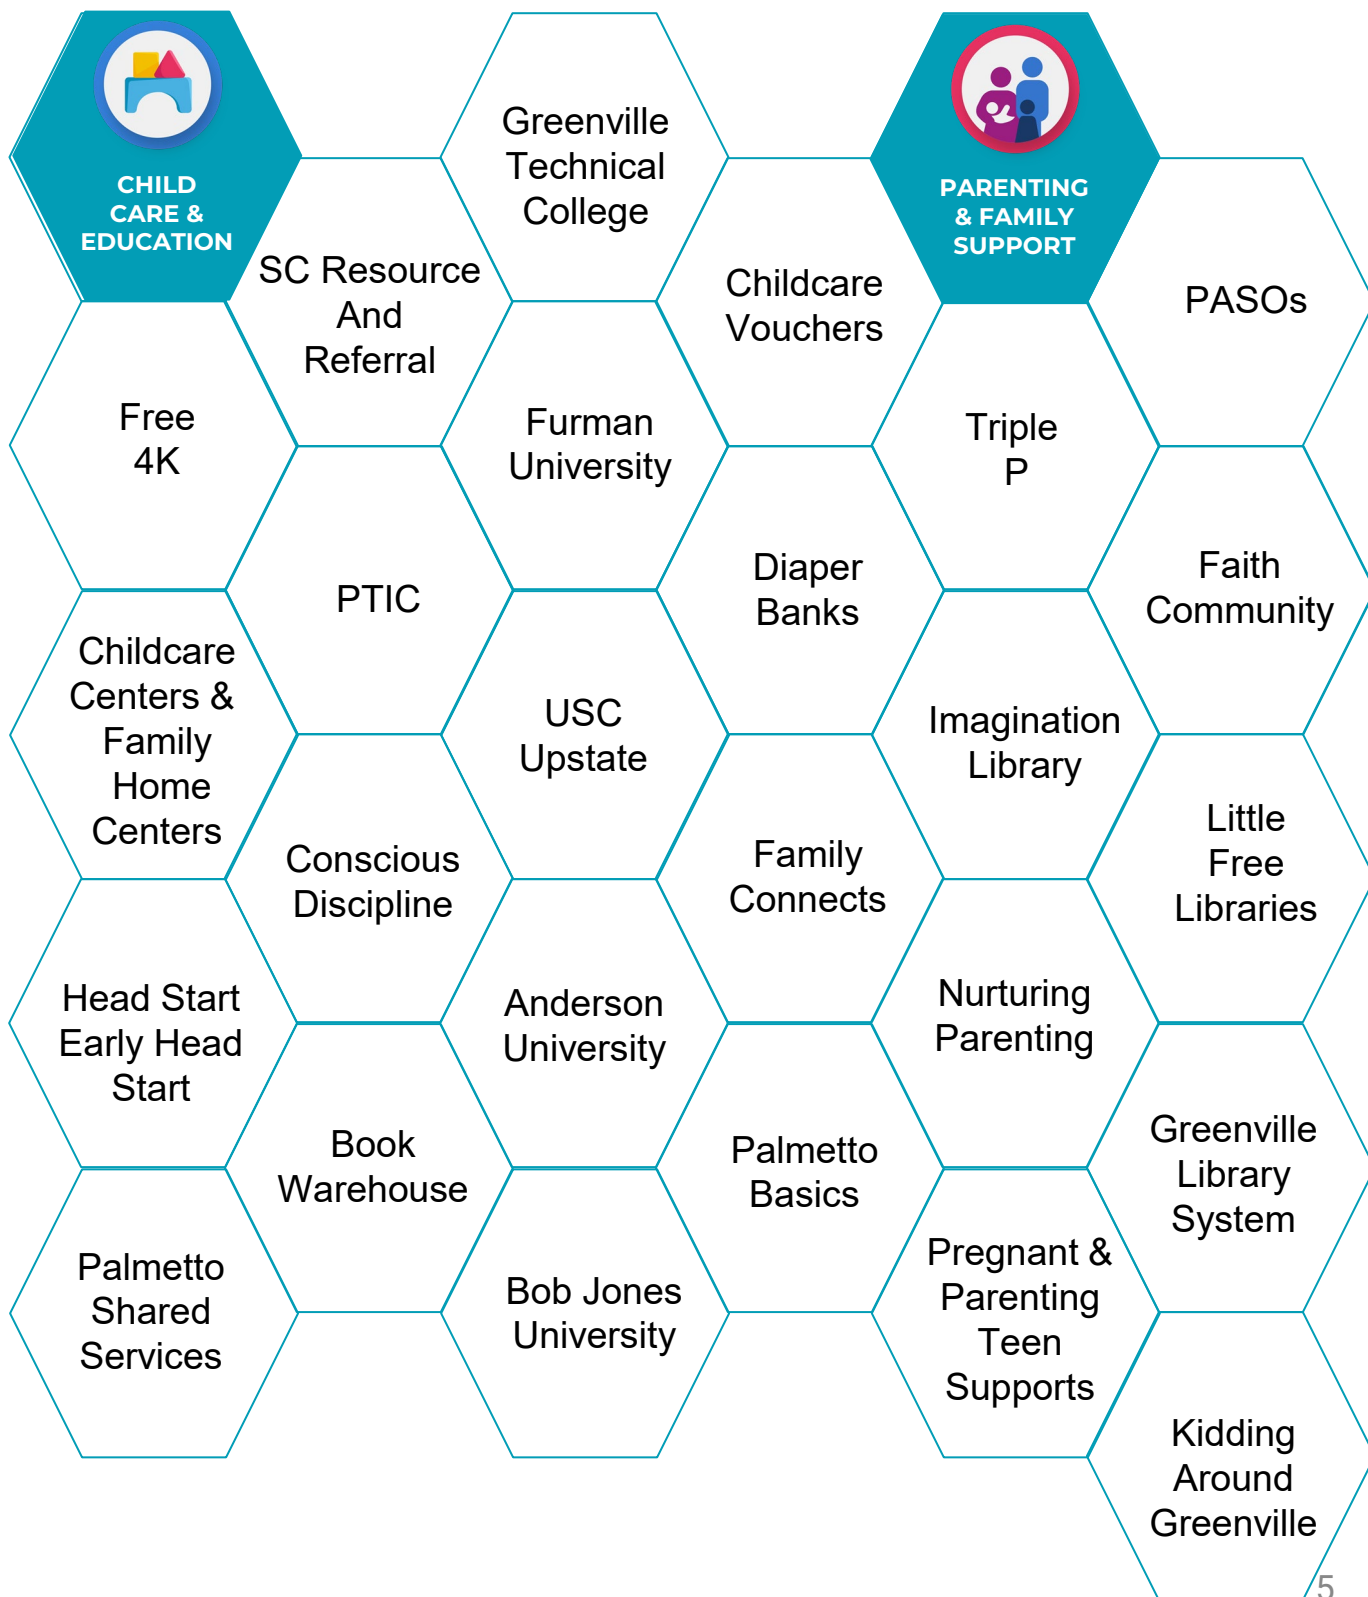 CHILD
CARE &
EDUCATION
Free
4K
Childcare
Centers &
Family
Home
Centers
Head Start
Early Head
Start
Palmetto
Shared
Services
SC Resource
And
Referral
PTIC
Conscious
Discipline
Book
Warehouse
Greenville
Technical
College
Furman
University
USC
Upstate
Anderson
University
Bob Jones
University
Childcare
Vouchers
Diaper
Banks
Family
Connects
Palmetto
Basics
PARENTING
& FAMILY
SUPPORT
Triple
P
Imagination
Library
Nurturing
Parenting
Pregnant &
Parenting
Teen
Supports
PASOs
Faith
Community
Little
Free
Libraries
Greenville
Library
System
Kidding
Around
Greenville
5